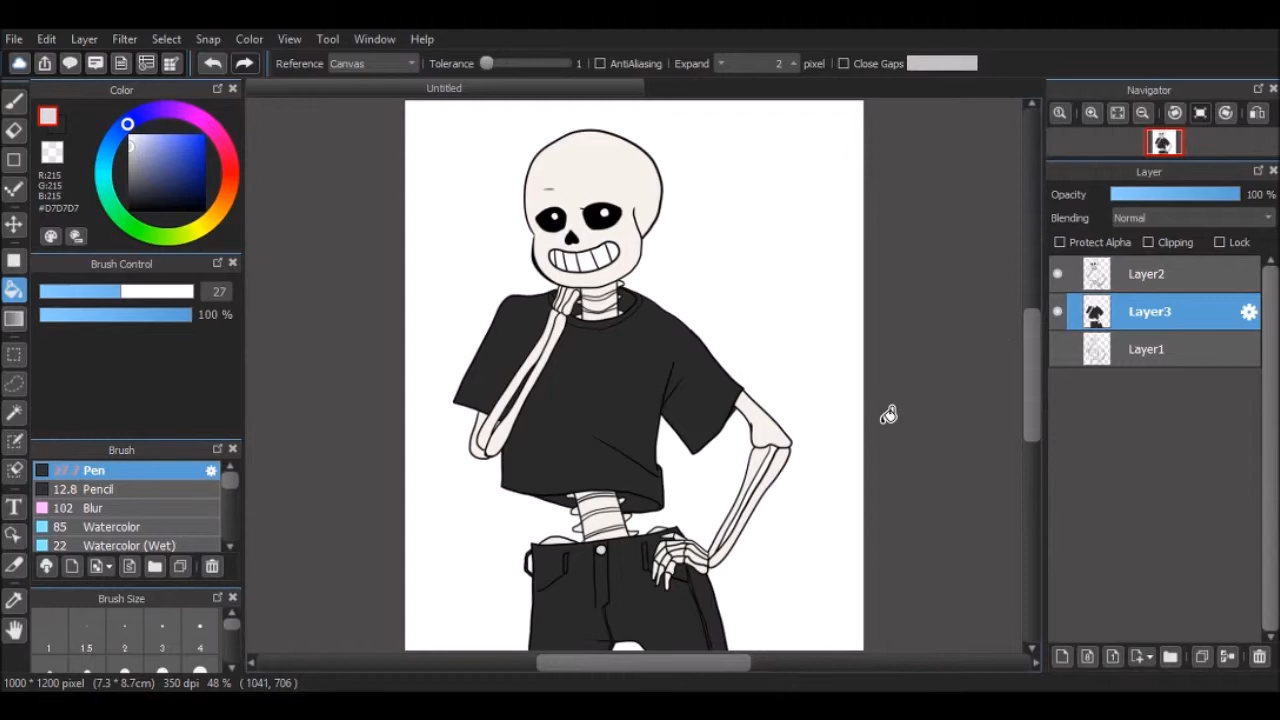 File Edit Layer Filter Select Snap Color View Tool Window Help
Reference Canvas Tolerance 1 AntiAliasing Expand 2 pixel Close Gaps
Color
R:215
G:215
B:215
#D7D7D7
Brush Control
27
100 %
Brush
27.7 Pen
12.8 Pencil
102 Blur
85 Watercolor
22 Watercolor (Wet)
Brush Size
1 1.5 2 3 4
Untitled
Navigator
Layer
Opacity 100 %
Blending Normal
Protect Alpha Clipping Lock
Layer2
Layer3
Layer1
1000 * 1200 pixel (7.3 * 8.7cm) 350 dpi 48 % ( 1041, 706 )